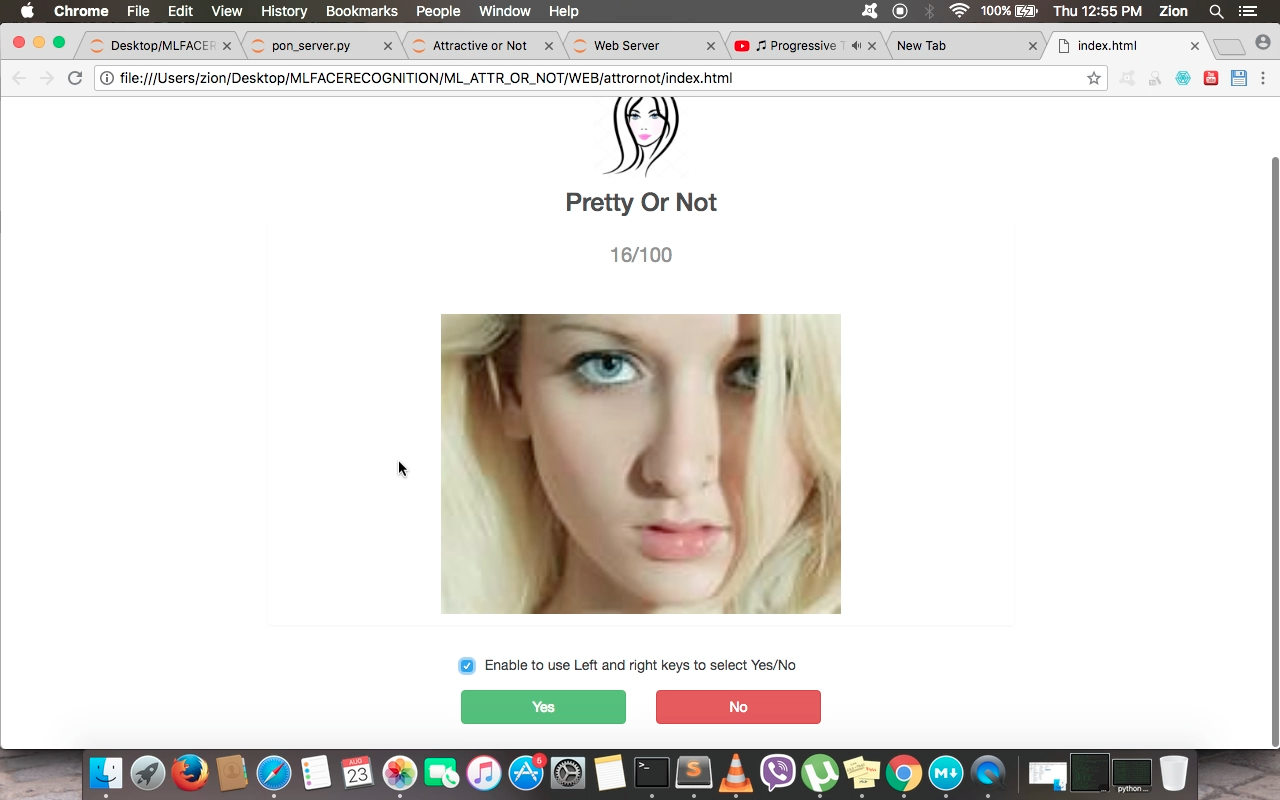 Chrome File Edit View History Bookmarks People Window Help 100% Thu 12:55 PM Zion
Desktop/MLFACER pon_server.py Attractive or Not Web Server Progressive T New Tab index.html
file:///Users/zion/Desktop/MLFACERECOGNITION/ML_ATTR_OR_NOT/WEB/attrornot/index.html
Pretty Or Not
16/100
Enable to use Left and right keys to select Yes/No
Yes No
AUG
23
6
python ...